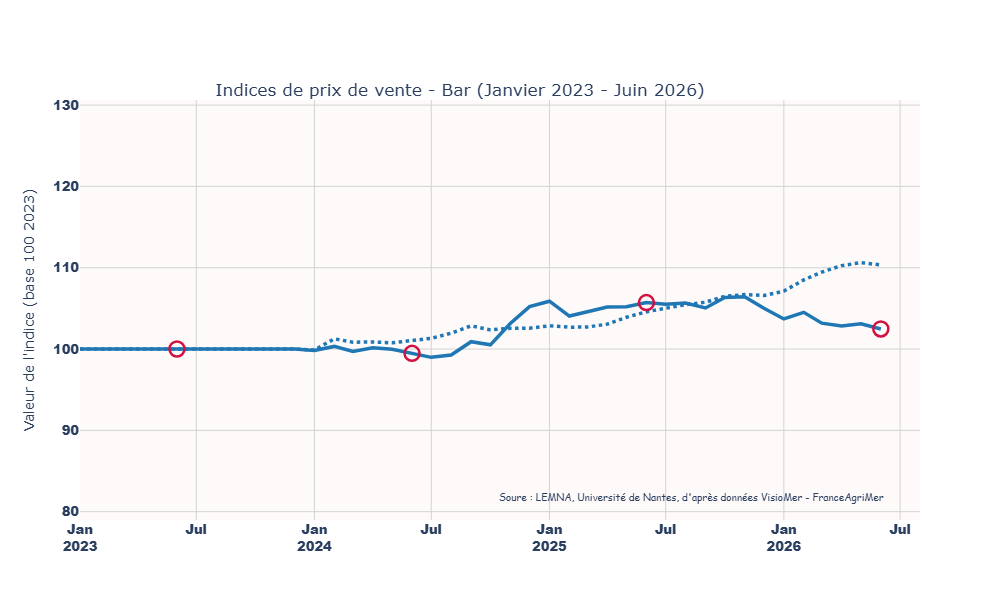 Indices de prix de vente - Bar (Janvier 2023 - Juin 2026)
Valeur de l'indice (base 100 2023)
130
120
110
100
90
80
Soure : LEMNA, Université de Nantes, d'après données VisioMer - FranceAgriMer
Jan Jul Jan Jul Jan Jul Jan Jul
2023 2024 2025 2026